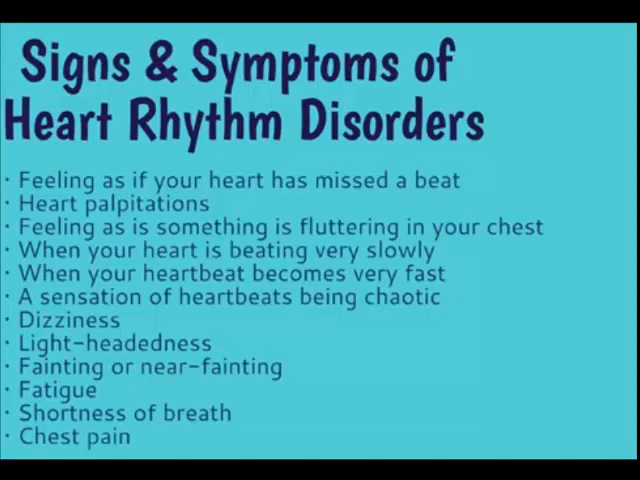 Signs & Symptoms of
Heart Rhythm Disorders
· Feeling as if your heart has missed a beat
· Heart palpitations
· Feeling as is something is fluttering in your chest
· When your heart is beating very slowly
· When your heartbeat becomes very fast
· A sensation of heartbeats being chaotic
· Dizziness
· Light-headedness
· Fainting or near-fainting
· Fatigue
· Shortness of breath
· Chest pain